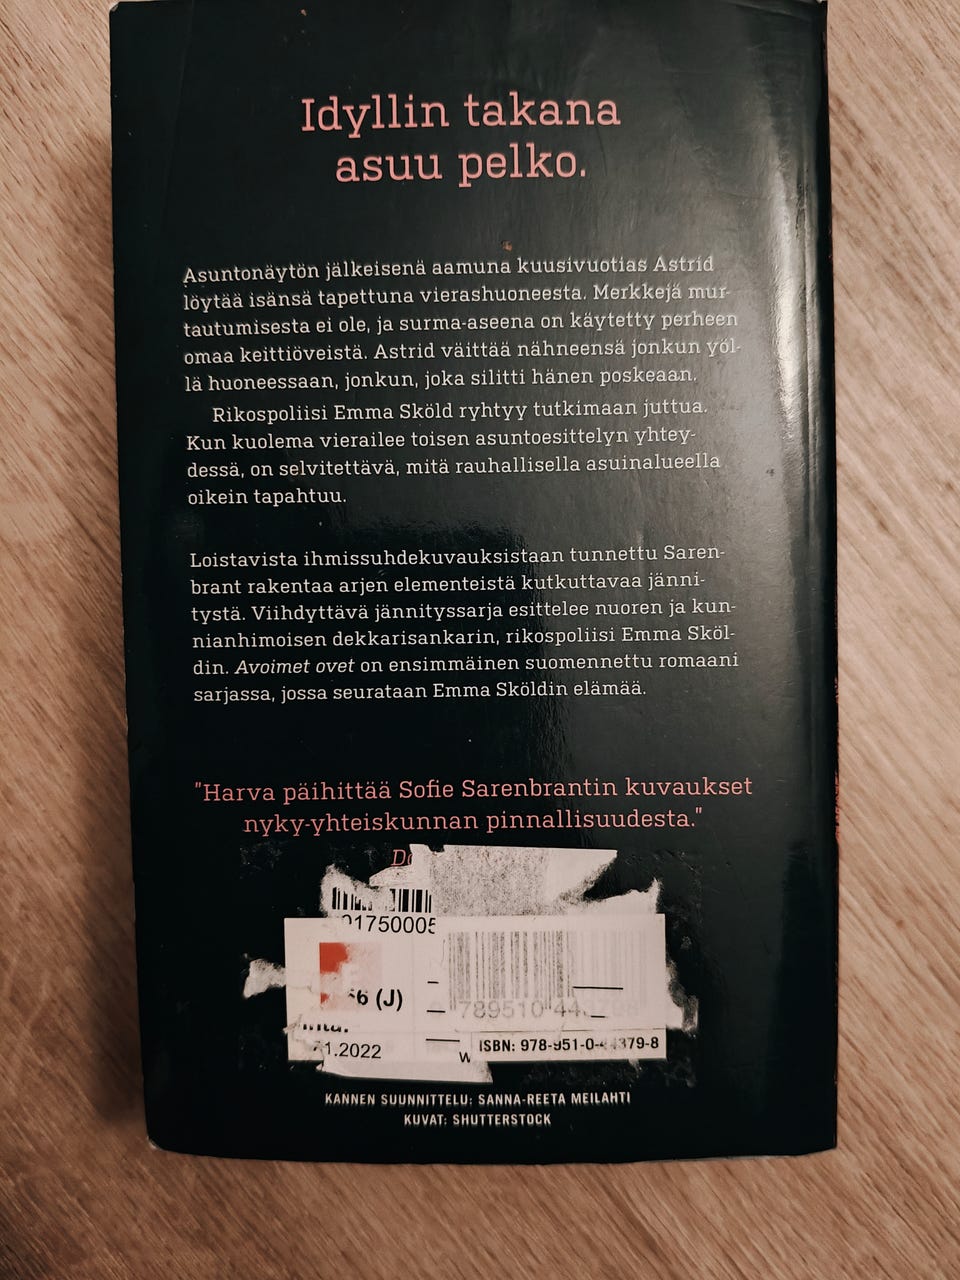 Idyllin takana
asuu pelko.
Asuntonäytön jälkeisenä aamuna kuusivuotias Astrid
löytää isänsä tapettuna vierashuoneesta. Merkkejä mur-
tautumisesta ei ole, ja surma-aseena on käytetty perheen
omaa keittiöveistä. Astrid väittää nähneensä jonkun yöl-
lä huoneessaan, jonkun, joka silitti hänen poskeaan.
Rikospoliisi Emma Sköld ryhtyy tutkimaan juttua.
Kun kuolema vierailee toisen asuntoesittelyn yhtey-
dessä, on selvitettävä, mitä rauhallisella asuinalueella
oikein tapahtuu.
Loistavista ihmissuhdekuvauksistaan tunnettu Saren-
brant rakentaa arjen elementeistä kutkuttavaa jänni-
tystä. Viihdyttävä jännityssarja esittelee nuoren ja kun-
nianhimoisen dekkarisankarin, rikospoliisi Emma Sköl-
din. Avoimet ovet on ensimmäinen suomennettu romaani
sarjassa, jossa seurataan Emma Sköldin elämää.
"Harva päihittää Sofie Sarenbrantin kuvaukset
nyky-yhteiskunnan pinnallisuudesta."
01750005
6 (J)
789510 44
1.2022
W
ISBN: 978-951-0-44379-8
KANNEN SUUNNITTELU: SANNA-REETA MEILAHTI
KUVAT: SHUTTERSTOCK